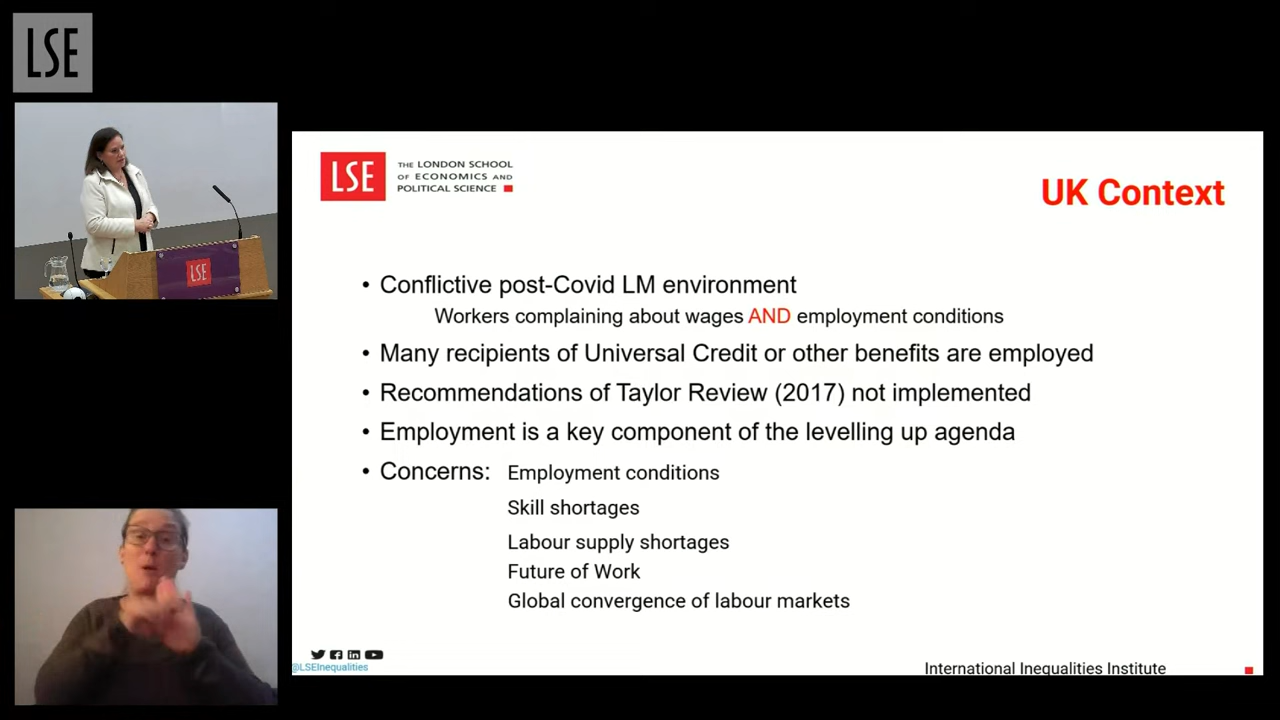 LSE
LSE
LSE
THE LONDON SCHOOL
OF ECONOMICS AND
POLITICAL SCIENCE
UK Context
• Conflictive post-Covid LM environment
Workers complaining about wages AND employment conditions
• Many recipients of Universal Credit or other benefits are employed
• Recommendations of Taylor Review (2017) not implemented
• Employment is a key component of the levelling up agenda
• Concerns: Employment conditions
Skill shortages
Labour supply shortages
Future of Work
Global convergence of labour markets
@LSEInequalities
International Inequalities Institute